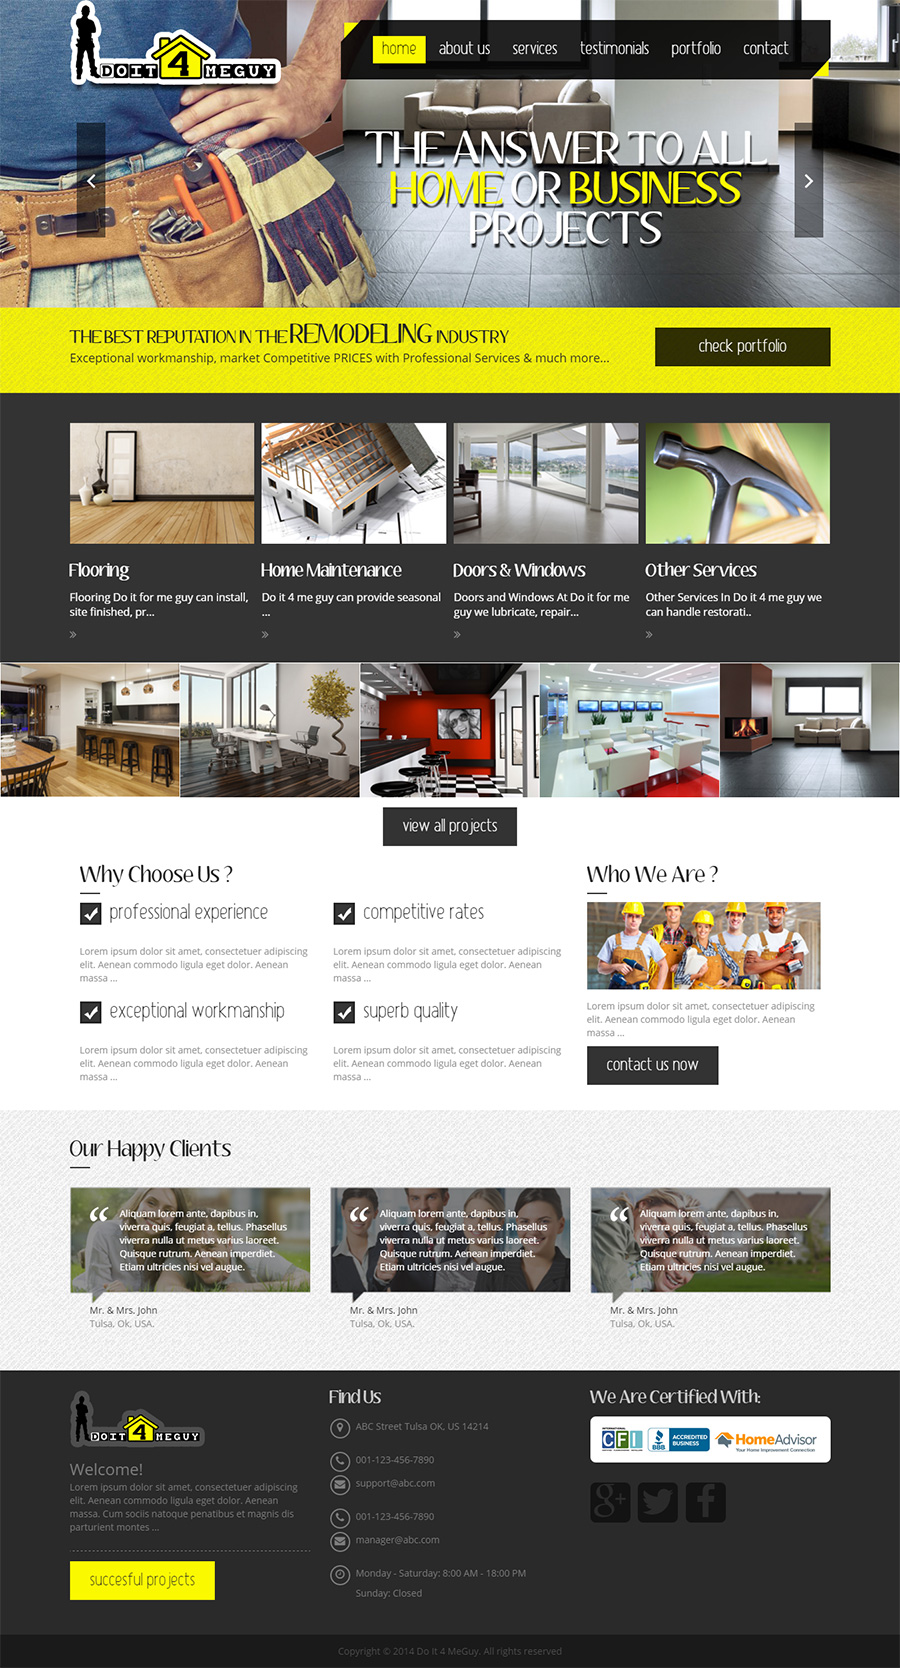 DOIT 4 MEGUY
home about us services testimonials portfolio contact
THE ANSWER TO ALL
HOME OR BUSINESS
PROJECTS
THE BEST REPUTATION IN THE REMODELING INDUSTRY
Exceptional workmanship, market Competitive PRICES with Professional Services & much more...
check portfolio
Flooring
Flooring Do it for me guy can install,
site finished, pr...
Home Maintenance
Do it 4 me guy can provide seasonal
...
Doors & Windows
Doors and Windows At Do it for me
guy we lubricate, repair...
Other Services
Other Services In Do it 4 me guy we
can handle restorati..
view all projects
Why Choose Us ?
professional experience
Lorem ipsum dolor sit amet, consectetuer adipiscing
elit. Aenean commodo ligula eget dolor. Aenean
massa ...
competitive rates
Lorem ipsum dolor sit amet, consectetuer adipiscing
elit. Aenean commodo ligula eget dolor. Aenean
massa ...
exceptional workmanship
Lorem ipsum dolor sit amet, consectetuer adipiscing
elit. Aenean commodo ligula eget dolor. Aenean
massa ...
superb quality
Lorem ipsum dolor sit amet, consectetuer adipiscing
elit. Aenean commodo ligula eget dolor. Aenean
massa ...
Who We Are ?
Lorem ipsum dolor sit amet, consectetuer adipiscing
elit. Aenean commodo ligula eget dolor. Aenean
massa ...
contact us now
Our Happy Clients
Aliquam lorem ante, dapibus in,
viverra quis, feugiat a, tellus. Phasellus
viverra nulla ut metus varius laoreet.
Quisque rutrum. Aenean imperdiet.
Etiam ultricies nisi vel augue.
Mr. & Mrs. John
Tulsa, Ok, USA.
Aliquam lorem ante, dapibus in,
viverra quis, feugiat a, tellus. Phasellus
viverra nulla ut metus varius laoreet.
Quisque rutrum. Aenean imperdiet.
Etiam ultricies nisi vel augue.
Mr. & Mrs. John
Tulsa, Ok, USA.
Aliquam lorem ante, dapibus in,
viverra quis, feugiat a, tellus. Phasellus
viverra nulla ut metus varius laoreet.
Quisque rutrum. Aenean imperdiet.
Etiam ultricies nisi vel augue.
Mr. & Mrs. John
Tulsa, Ok, USA.
DOIT 4 MEGUY
Welcome!
Lorem ipsum dolor sit amet, consectetuer adipiscing
elit. Aenean commodo ligula eget dolor. Aenean
massa. Cum sociis natoque penatibus et magnis dis
parturient montes ...
succesful projects
Find Us
ABC Street Tulsa OK, US 14214
001-123-456-7890
support@abc.com
001-123-456-7890
manager@abc.com
Monday - Saturday: 8:00 AM - 18:00 PM
Sunday: Closed
We Are Certified With:
CFI
BBB
ACCREDITED
BUSINESS
HomeAdvisor
Your Home Improvement Connection
g+
Copyright © 2014 Do It 4 MeGuy. All rights reserved